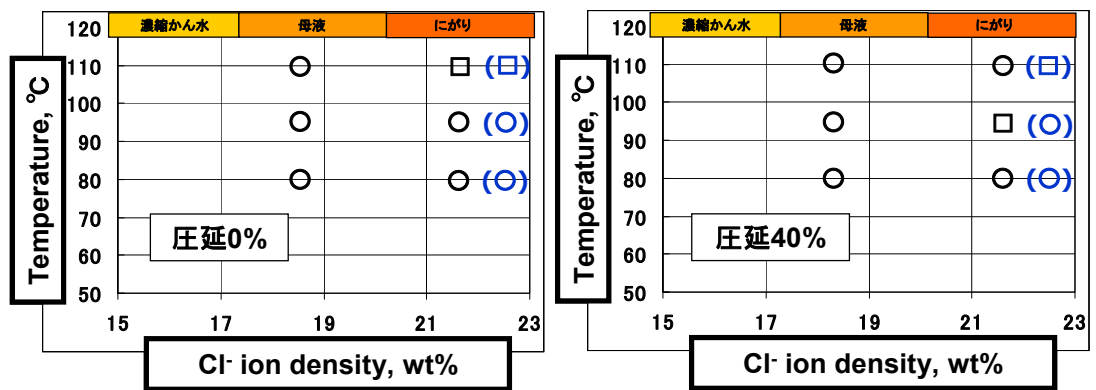 濃縮かん水 母液 にがり
120
110
100
90
80
70
60
50
15 17 19 21 23
Temperature, ℃
圧延0%
Cl- ion density, wt%
濃縮かん水 母液 にがり
120
110
100
90
80
70
60
50
15 17 19 21 23
Temperature, ℃
圧延40%
Cl- ion density, wt%